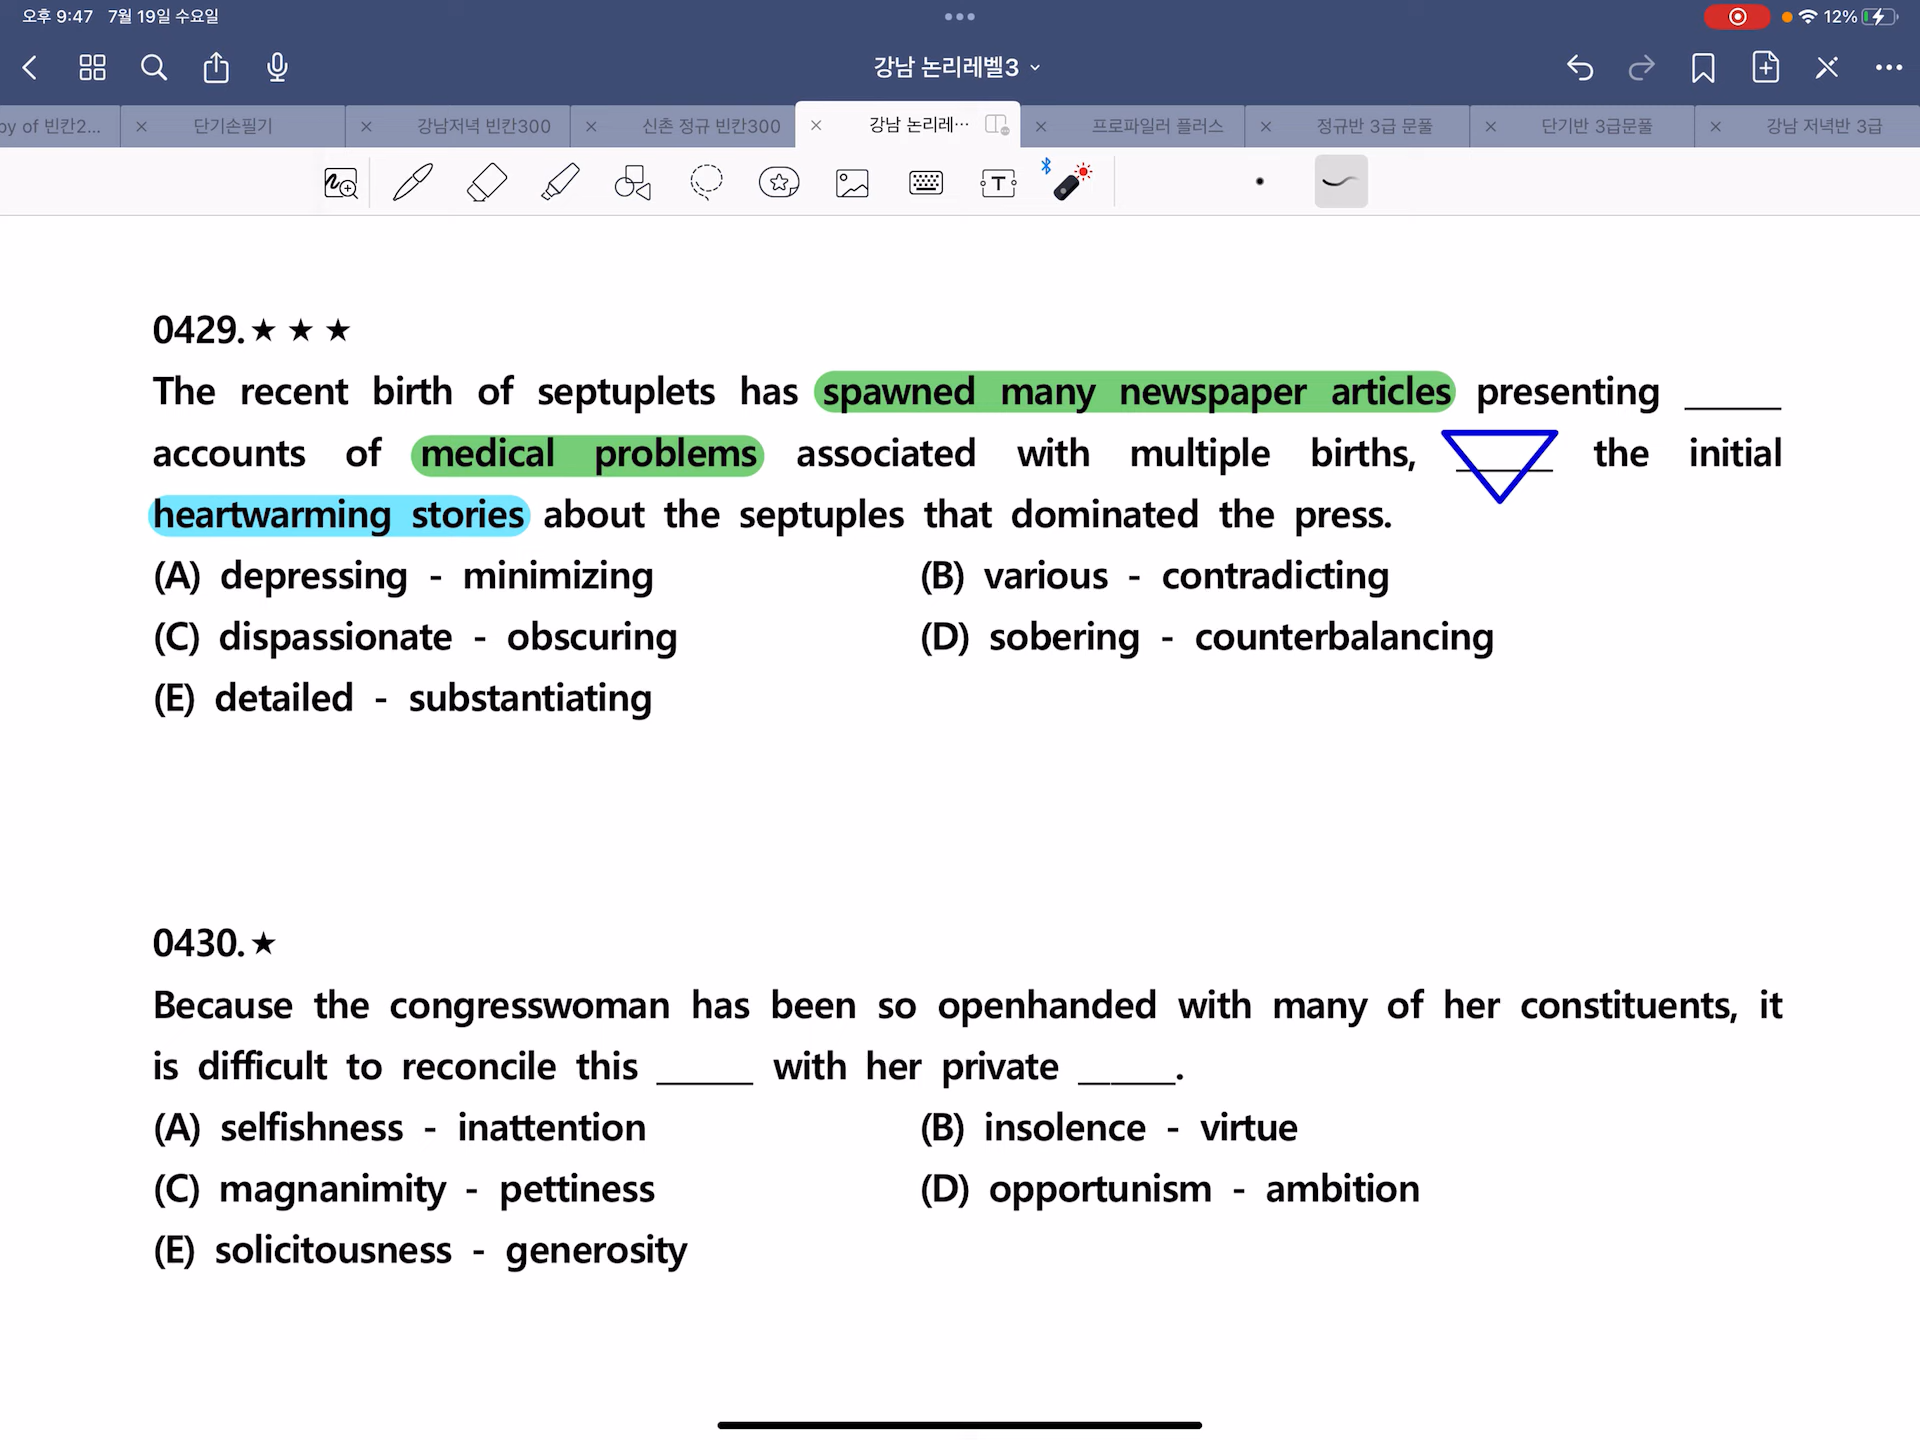 오후 9:47 7월 19일 수요일
12%
강남 논리레벨3
by of 빈칸2...
단기손필기
강남저녁 빈칸300
신촌 정규 빈칸300
강남 논리레…
프로파일러 플러스
정규반 3급 문풀
단기반 3급문풀
강남 저녁반 3급
0429.★ ★ ★
The recent birth of septuplets has spawned many newspaper articles presenting _____
accounts of medical problems associated with multiple births, _____ the initial
heartwarming stories about the septuples that dominated the press.
(A) depressing - minimizing (B) various - contradicting
(C) dispassionate - obscuring (D) sobering - counterbalancing
(E) detailed - substantiating
0430.★
Because the congresswoman has been so openhanded with many of her constituents, it
is difficult to reconcile this _____ with her private _____.
(A) selfishness - inattention (B) insolence - virtue
(C) magnanimity - pettiness (D) opportunism - ambition
(E) solicitousness - generosity